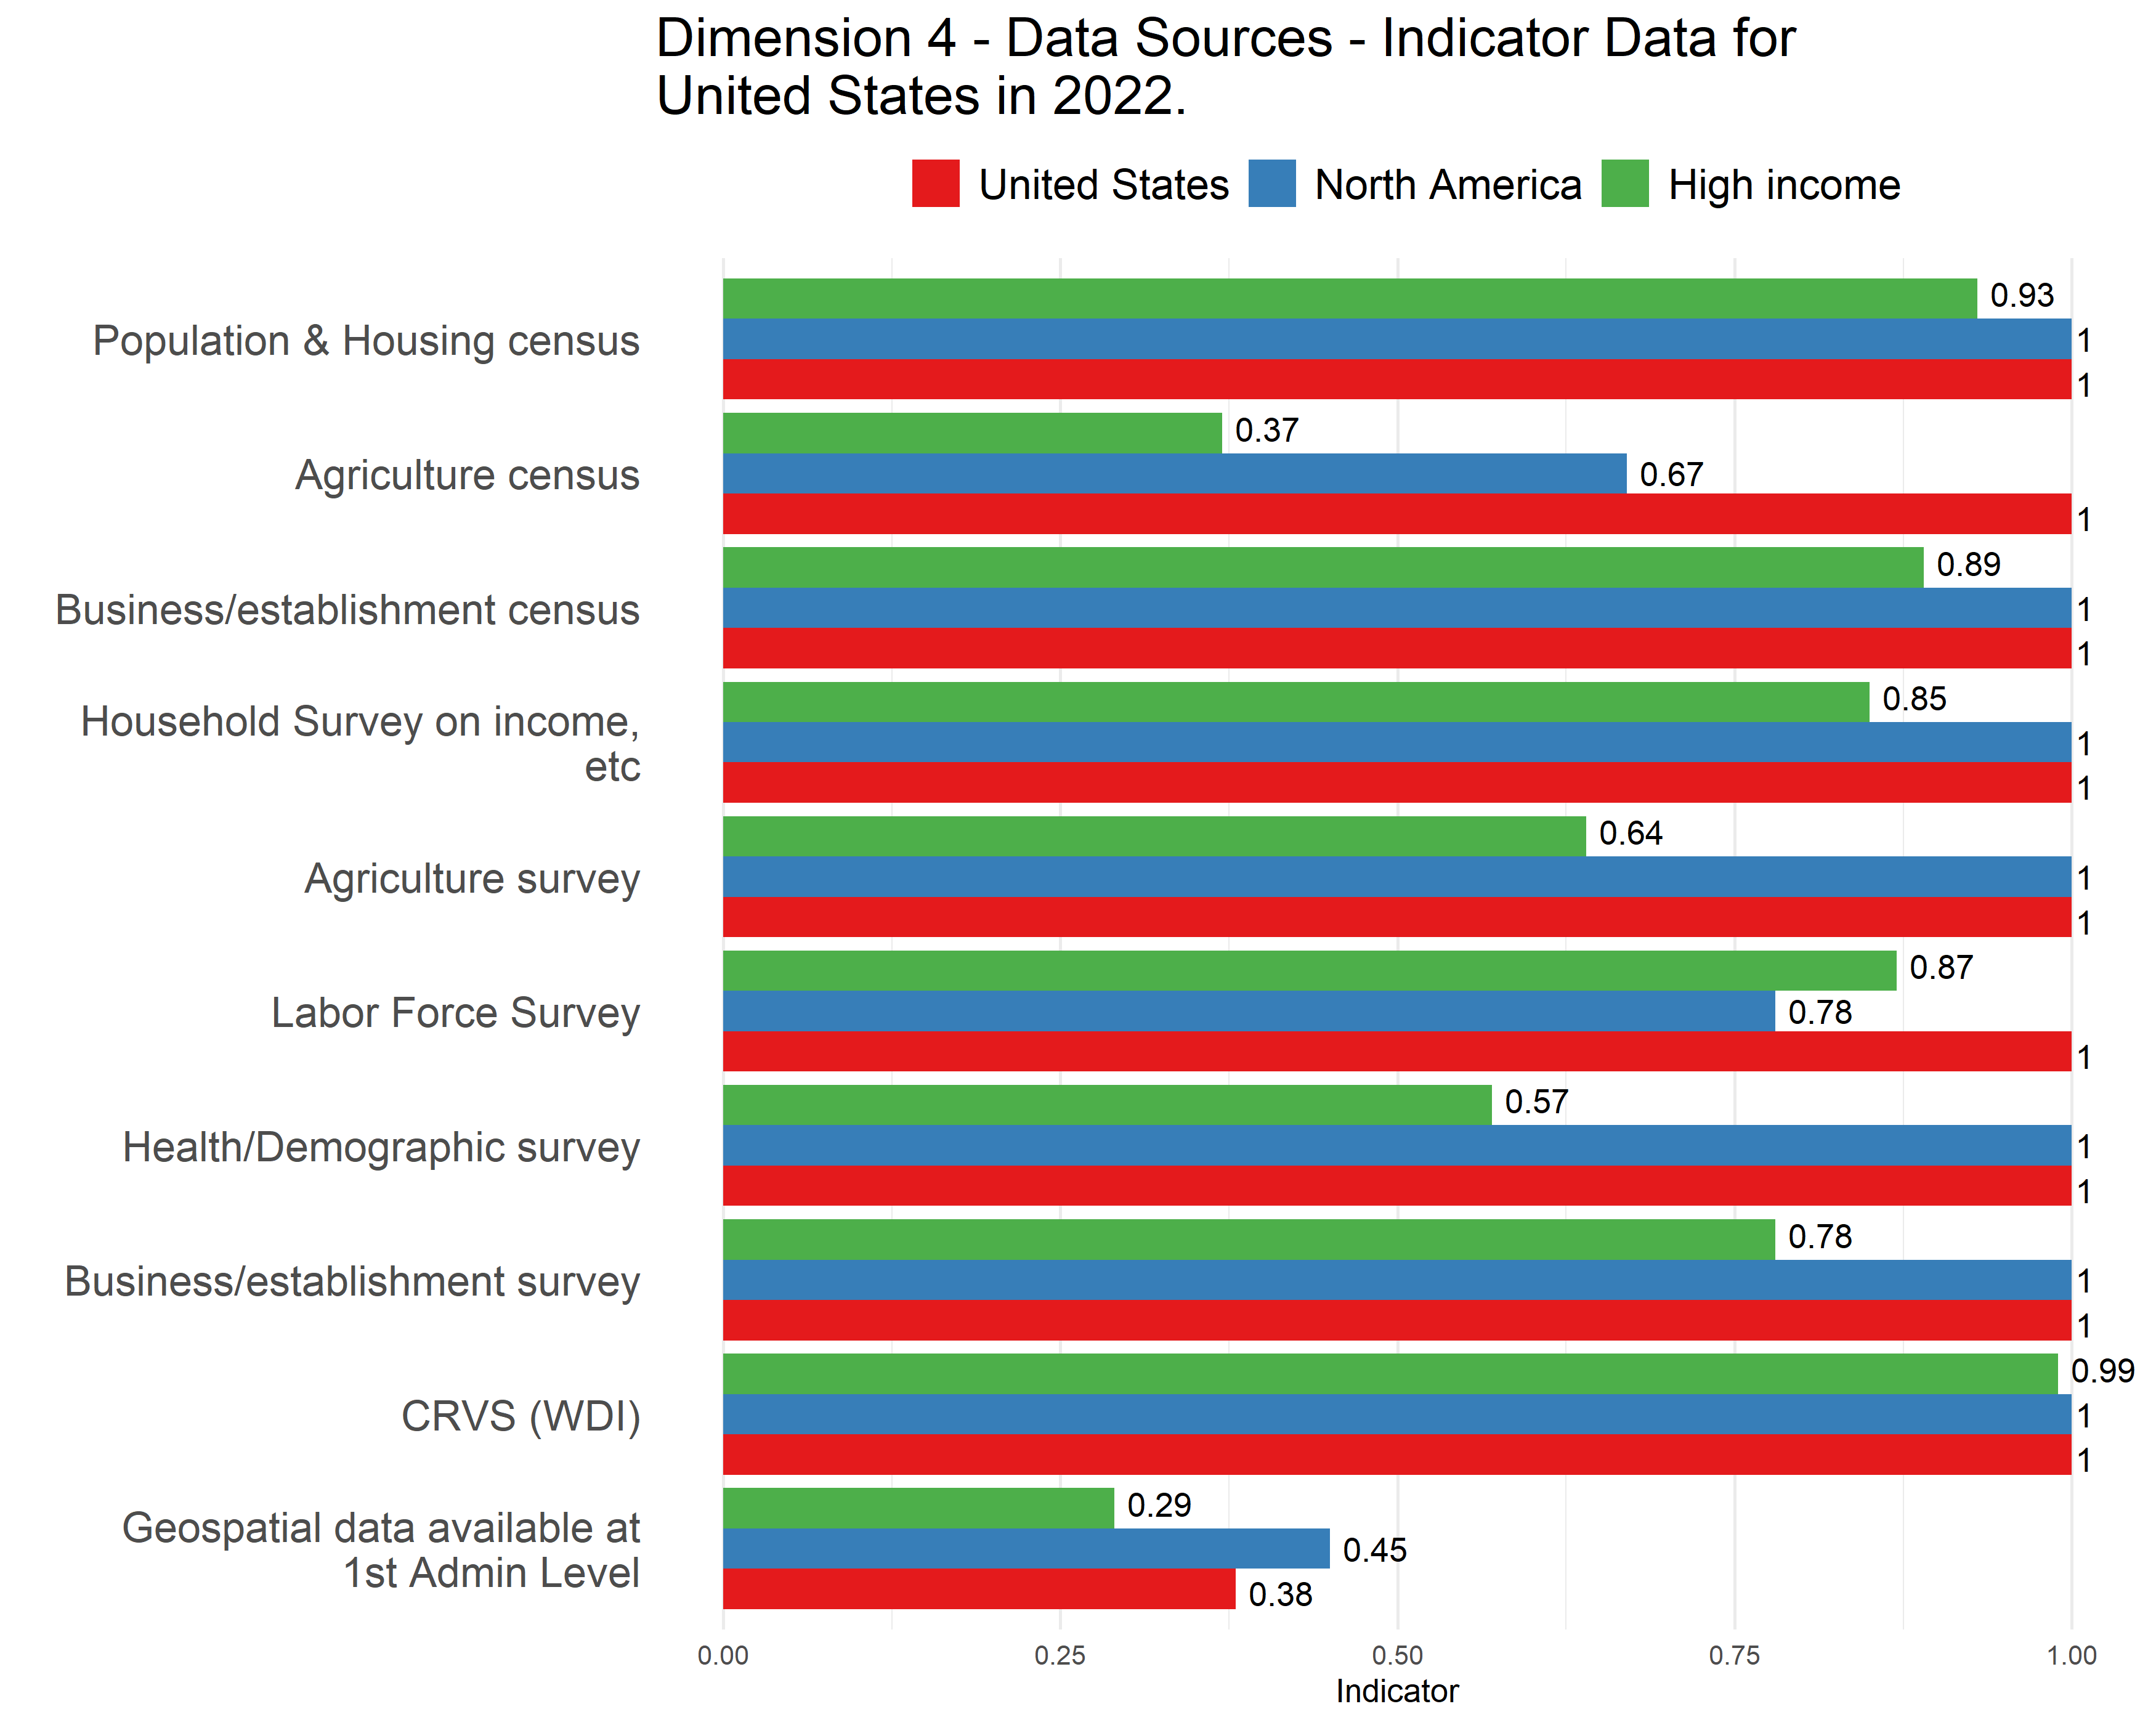 Dimension 4 - Data Sources - Indicator Data for
United States in 2022.
United States
North America
High income
Population & Housing census
0.93
1
1
Agriculture census
0.37
0.67
1
Business/establishment census
0.89
1
1
Household Survey on income,
etc
0.85
1
1
Agriculture survey
0.64
1
1
Labor Force Survey
0.87
0.78
1
Health/Demographic survey
0.57
1
1
Business/establishment survey
0.78
1
1
CRVS (WDI)
0.99
1
1
Geospatial data available at
1st Admin Level
0.29
0.45
0.38
0.00 0.25 0.50 0.75 1.00
Indicator